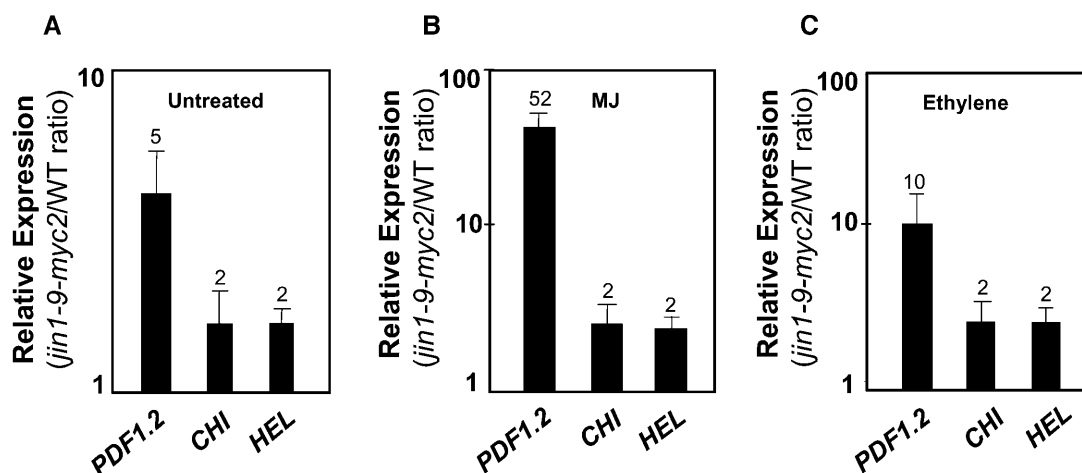 A
Relative Expression
(jin1-9-myc2/WT ratio)
10
1
Untreated
5
2
2
PDF1.2
CHI
HEL
B
Relative Expression
(jin1-9-myc2/WT ratio)
100
10
1
MJ
52
2
2
PDF1.2
CHI
HEL
C
Relative Expression
(jin1-9-myc2/WT ratio)
100
10
1
Ethylene
10
2
2
PDF1.2
CHI
HEL